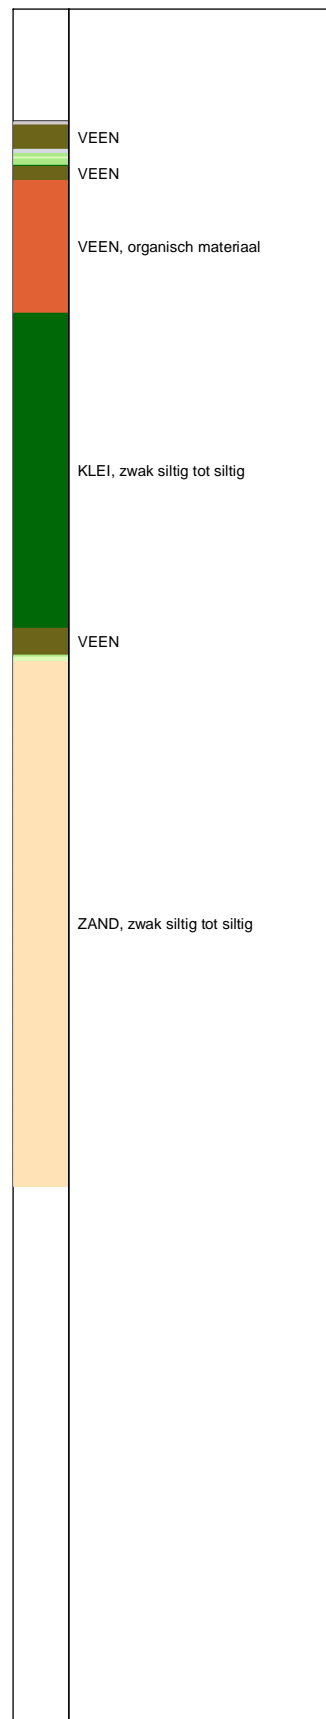 VEEN
VEEN
VEEN, organisch materiaal
KLEI, zwak siltig tot siltig
VEEN
ZAND, zwak siltig tot siltig